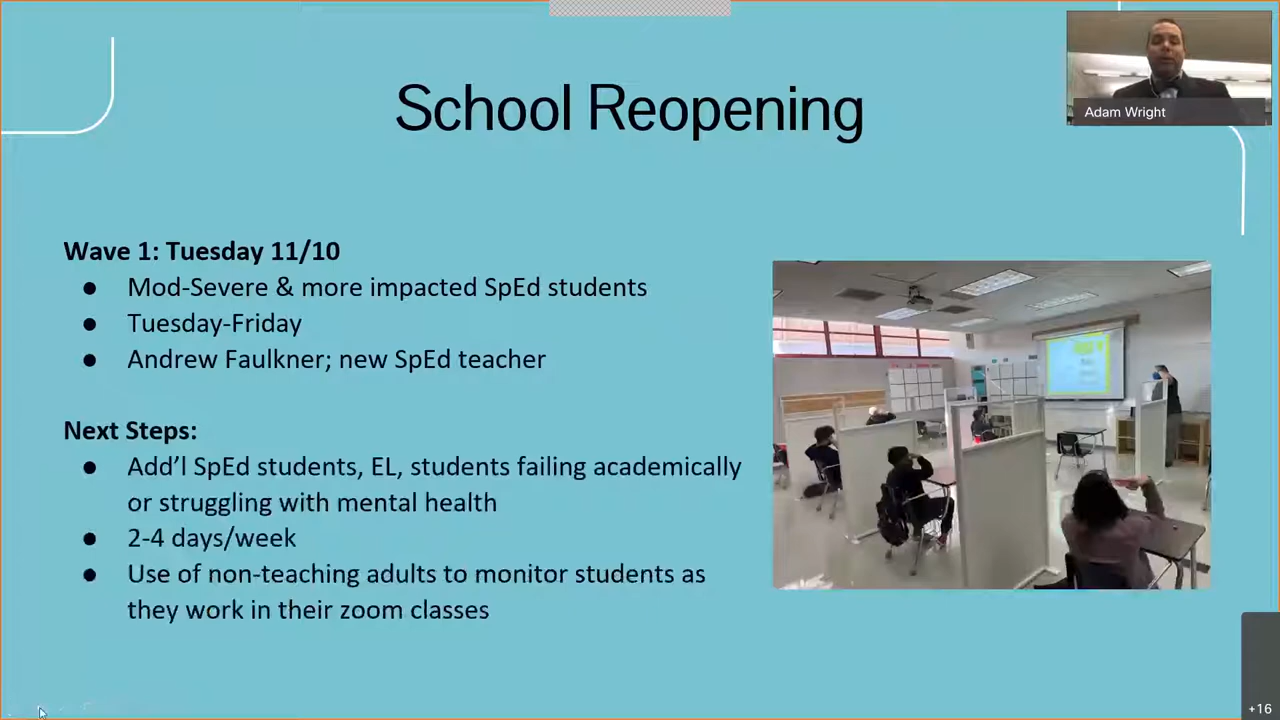 School Reopening
Adam Wright
Wave 1: Tuesday 11/10
● Mod-Severe & more impacted SpEd students
● Tuesday-Friday
● Andrew Faulkner; new SpEd teacher
Next Steps:
● Add’l SpEd students, EL, students failing academically
or struggling with mental health
● 2-4 days/week
● Use of non-teaching adults to monitor students as
they work in their zoom classes
+16